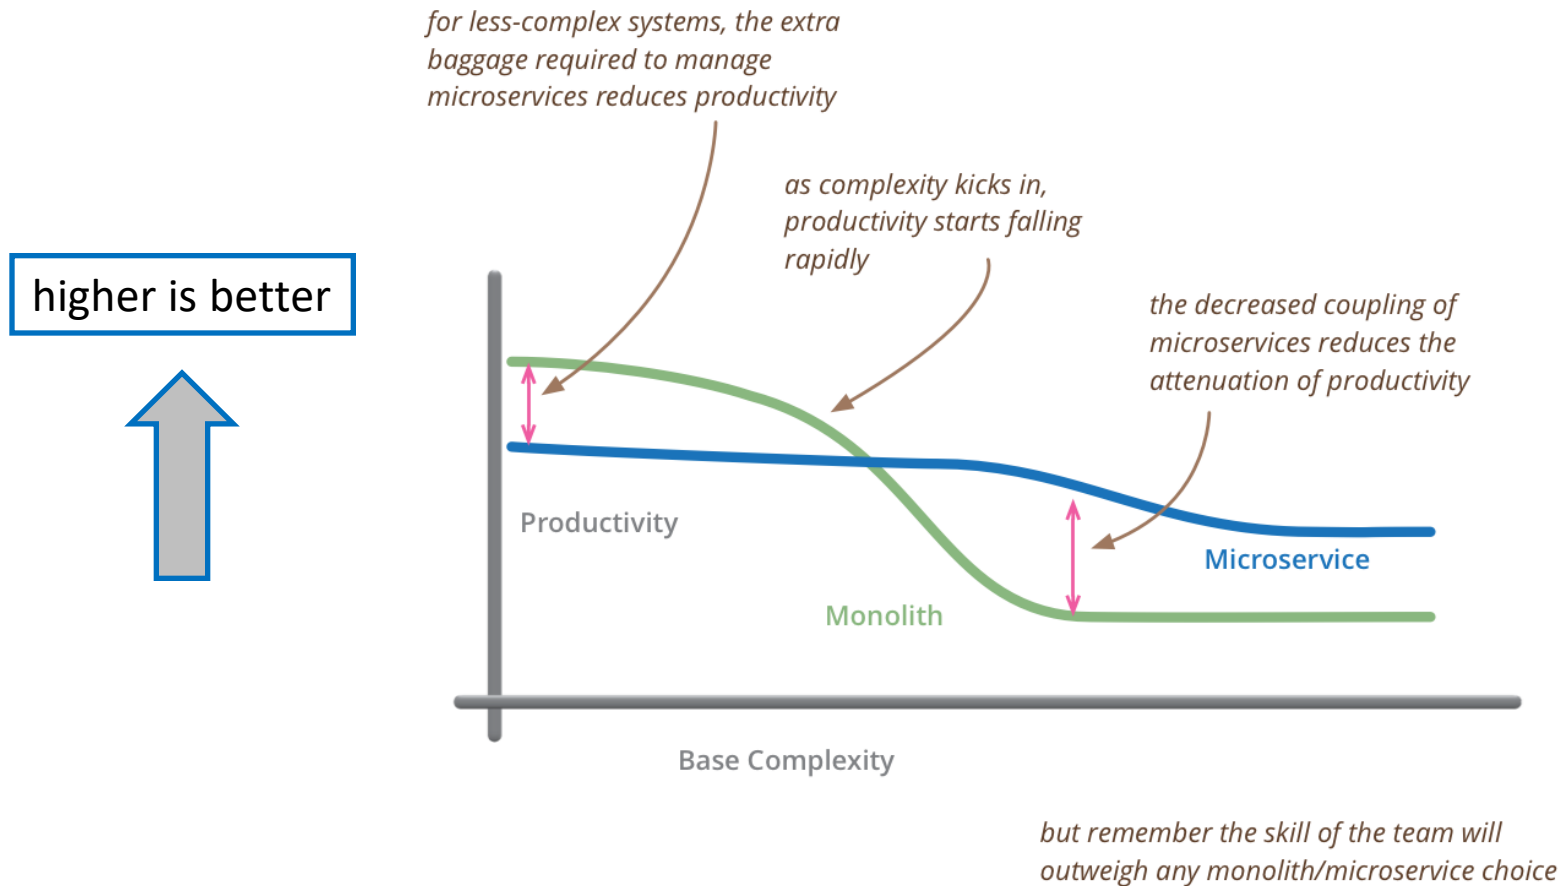 for less-complex systems, the extra
baggage required to manage
microservices reduces productivity
as complexity kicks in,
productivity starts falling
rapidly
higher is better
the decreased coupling of
microservices reduces the
attenuation of productivity
Productivity
Microservice
Monolith
Base Complexity
but remember the skill of the team will
outweigh any monolith/microservice choice